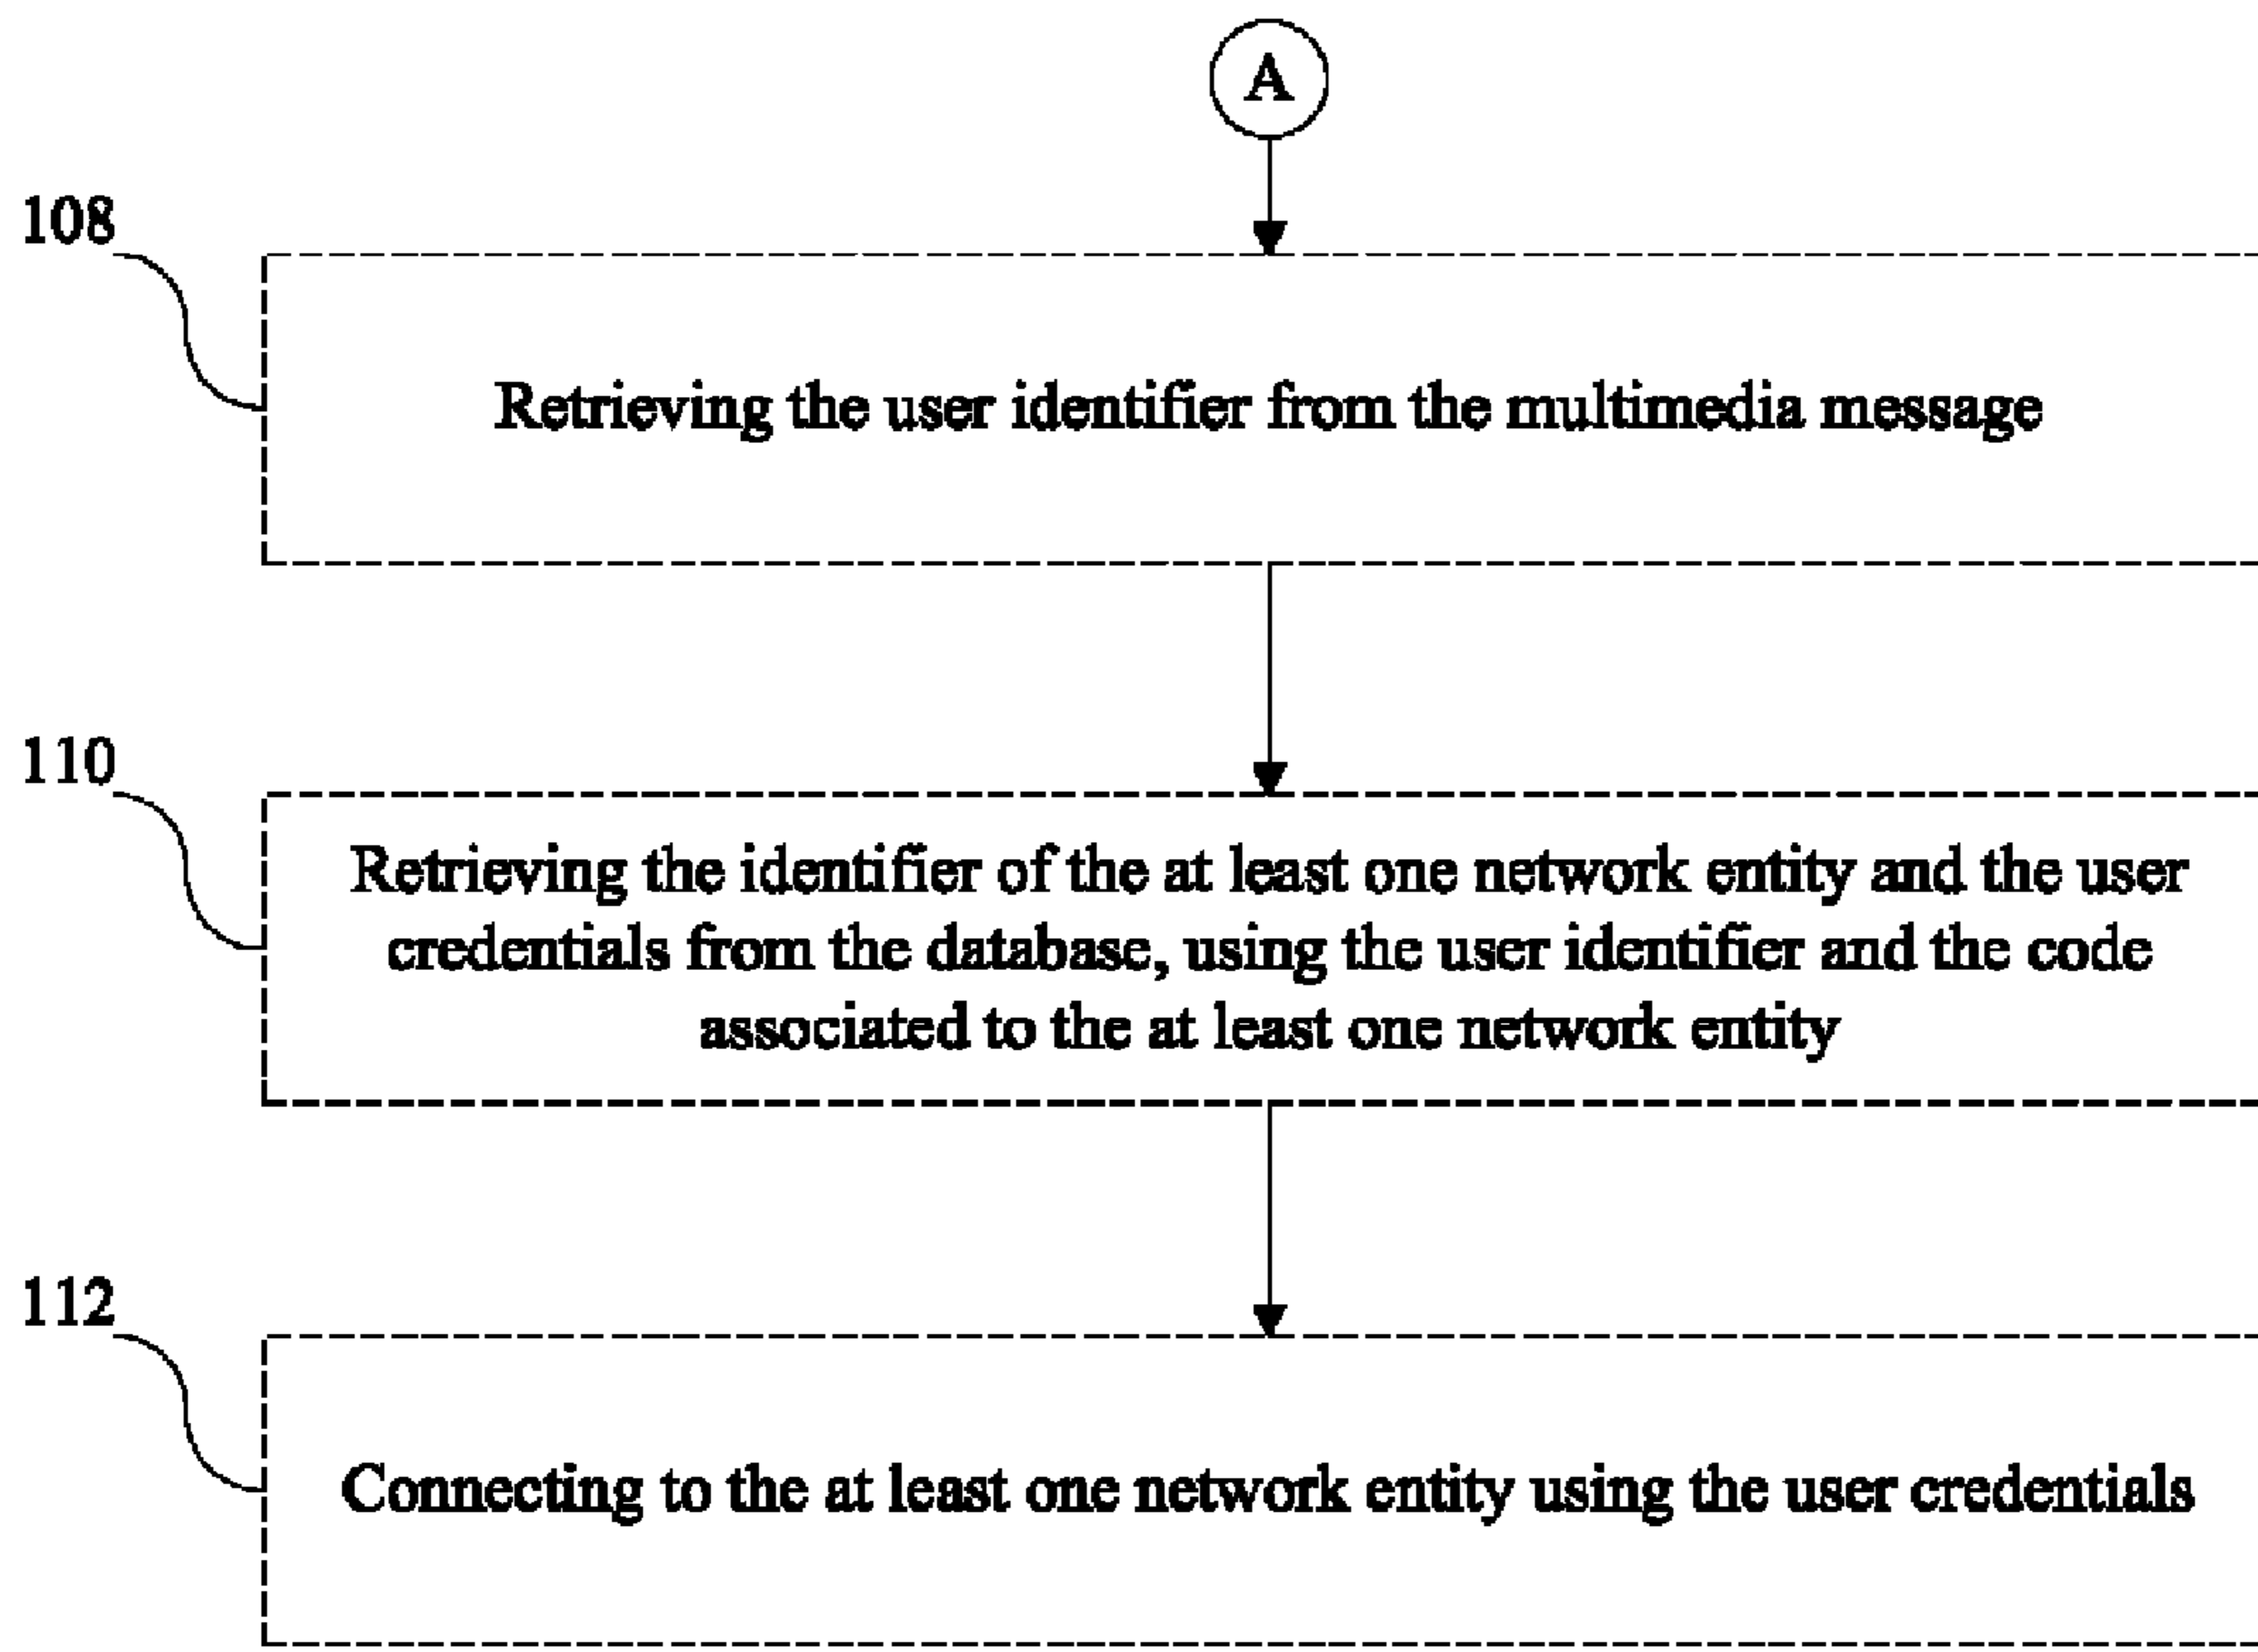 A
108
Retrieving the user identifier from the multimedia message
110
Retrieving the identifier of the at least one network entity and the user
credentials from the database, using the user identifier and the code
associated to the at least one network entity
112
Connecting to the at least one network entity using the user credentials